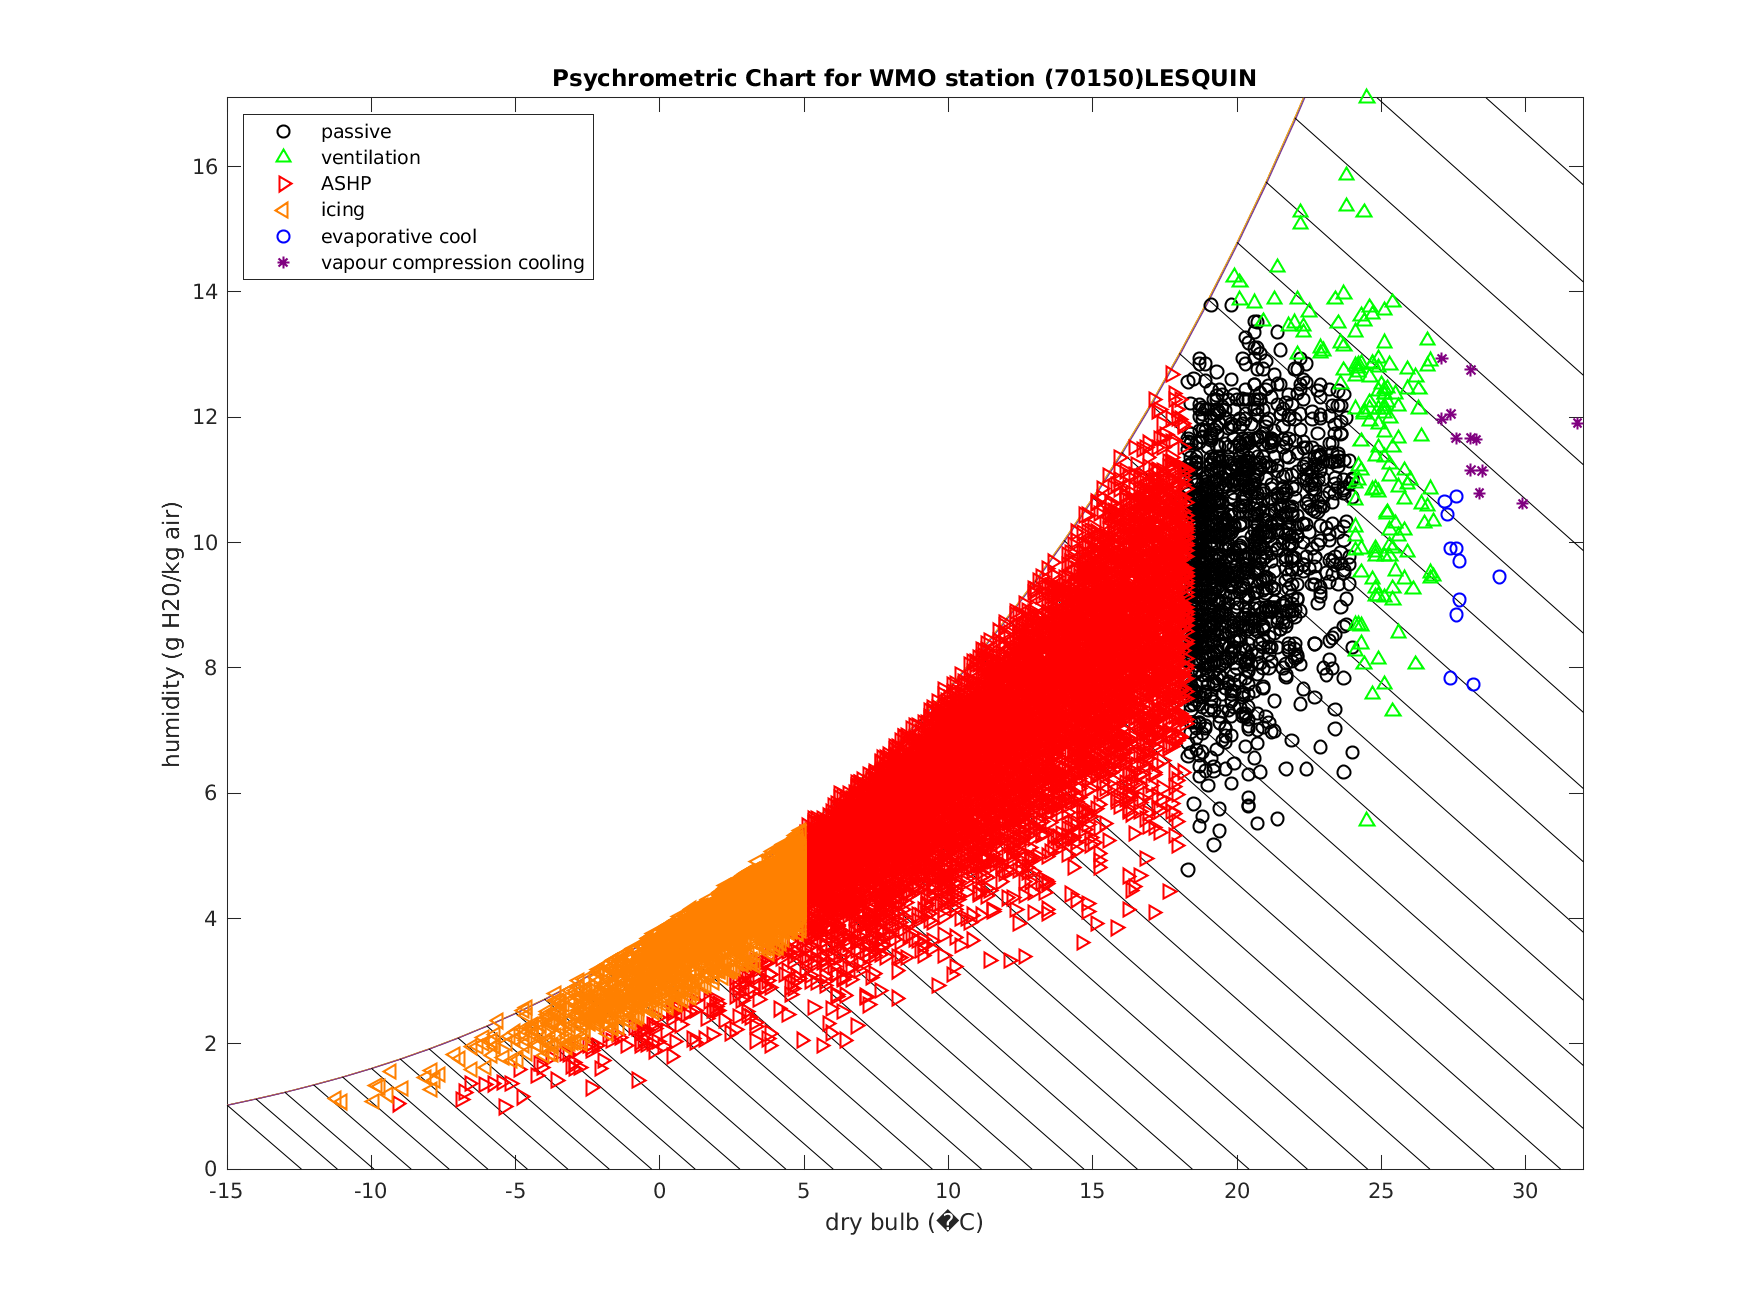 Psychrometric Chart for WMO station (70150)LESQUIN
passive
ventilation
ASHP
icing
evaporative cool
vapour compression cooling
humidity (g H20/kg air)
16
14
12
10
8
6
4
2
0
-15 -10 -5 0 5 10 15 20 25 30
dry bulb (�C)